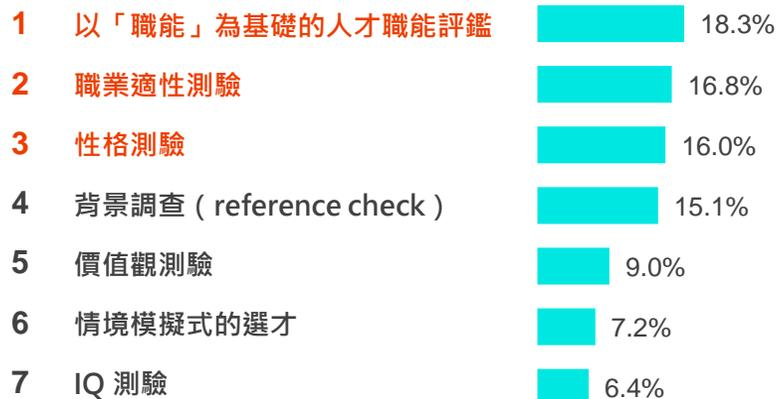 1 以「職能」為基礎的人才職能評鑑 18.3%
2 職業適性測驗 16.8%
3 性格測驗 16.0%
4 背景調查（reference check） 15.1%
5 價值觀測驗 9.0%
6 情境模擬式的選才 7.2%
7 IQ 測驗 6.4%